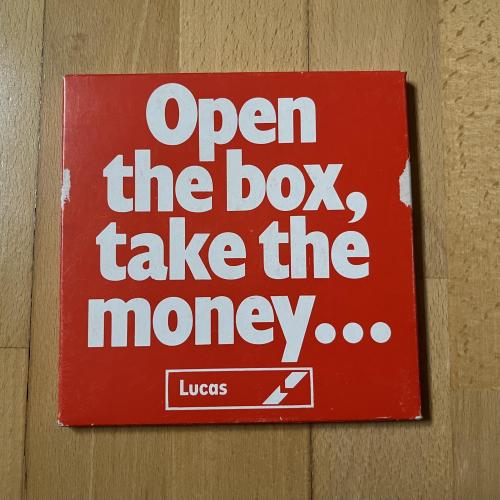 Open
the box,
take the
money...
Lucas